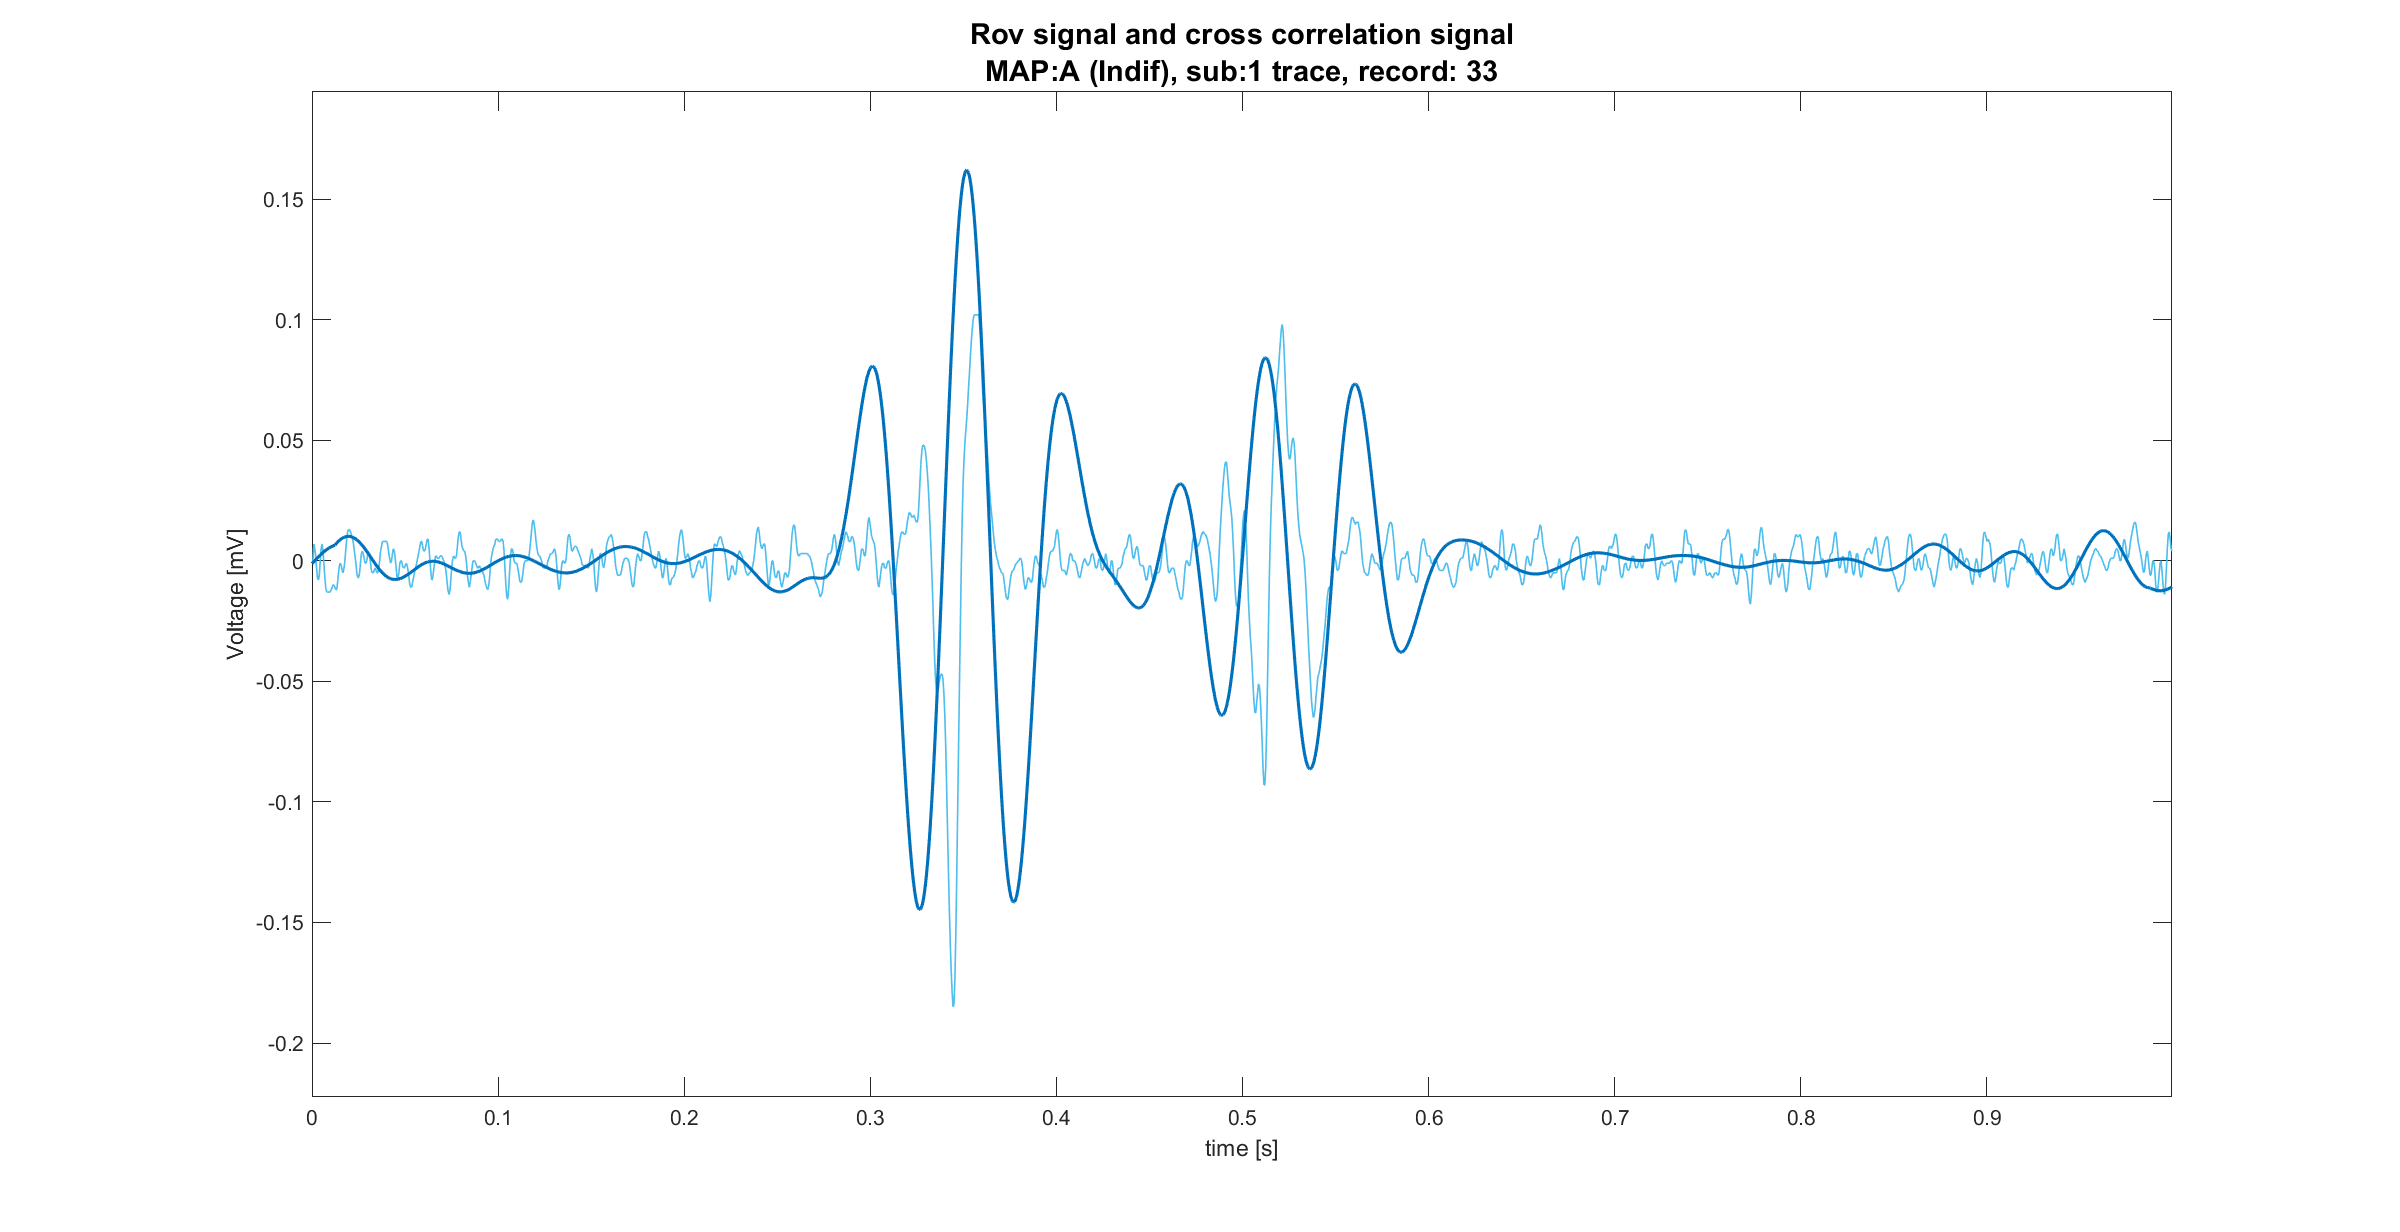 Rov signal and cross correlation signal
MAP:A (Indif), sub:1 trace, record: 33
0.15
0.1
0.05
0
-0.05
-0.1
-0.15
-0.2
Voltage [mV]
0 0.1 0.2 0.3 0.4 0.5 0.6 0.7 0.8 0.9
time [s]